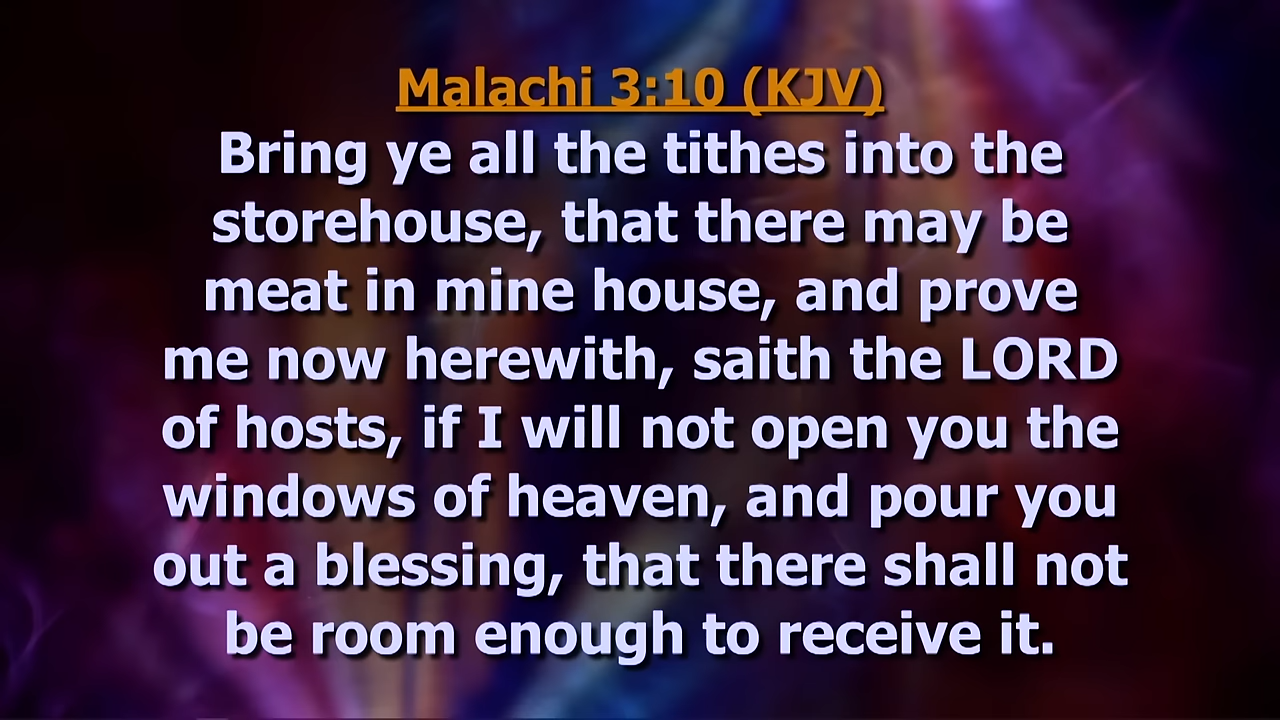 Malachi 3:10 (KJV)
Bring ye all the tithes into the
storehouse, that there may be
meat in mine house, and prove
me now herewith, saith the LORD
of hosts, if I will not open you the
windows of heaven, and pour you
out a blessing, that there shall not
be room enough to receive it.